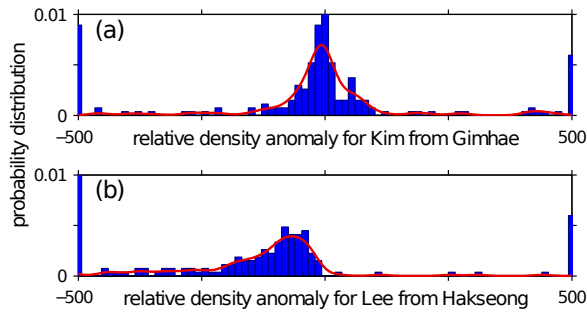 probability distribution
(a)
0.01
0
−500
relative density anomaly for Kim from Gimhae
500
(b)
0.01
0
−500
relative density anomaly for Lee from Hakseong
500